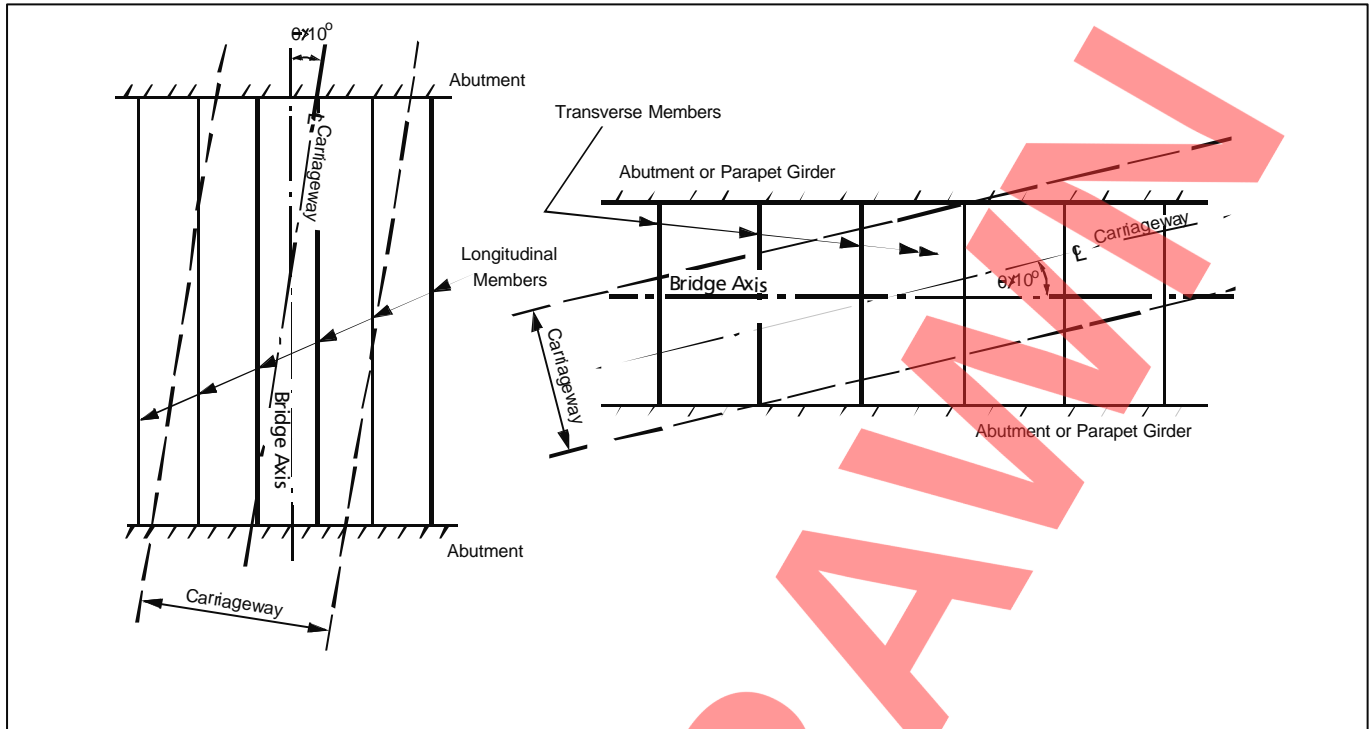 θ>10°
Abutment
℄ Carriageway
Longitudinal
Members
Bridge Axis
Abutment
Carriageway
Transverse Members
Abutment or Parapet Girder
℄ Carriageway
θ>10°
Bridge Axis
Carriageway
Abutment or Parapet Girder